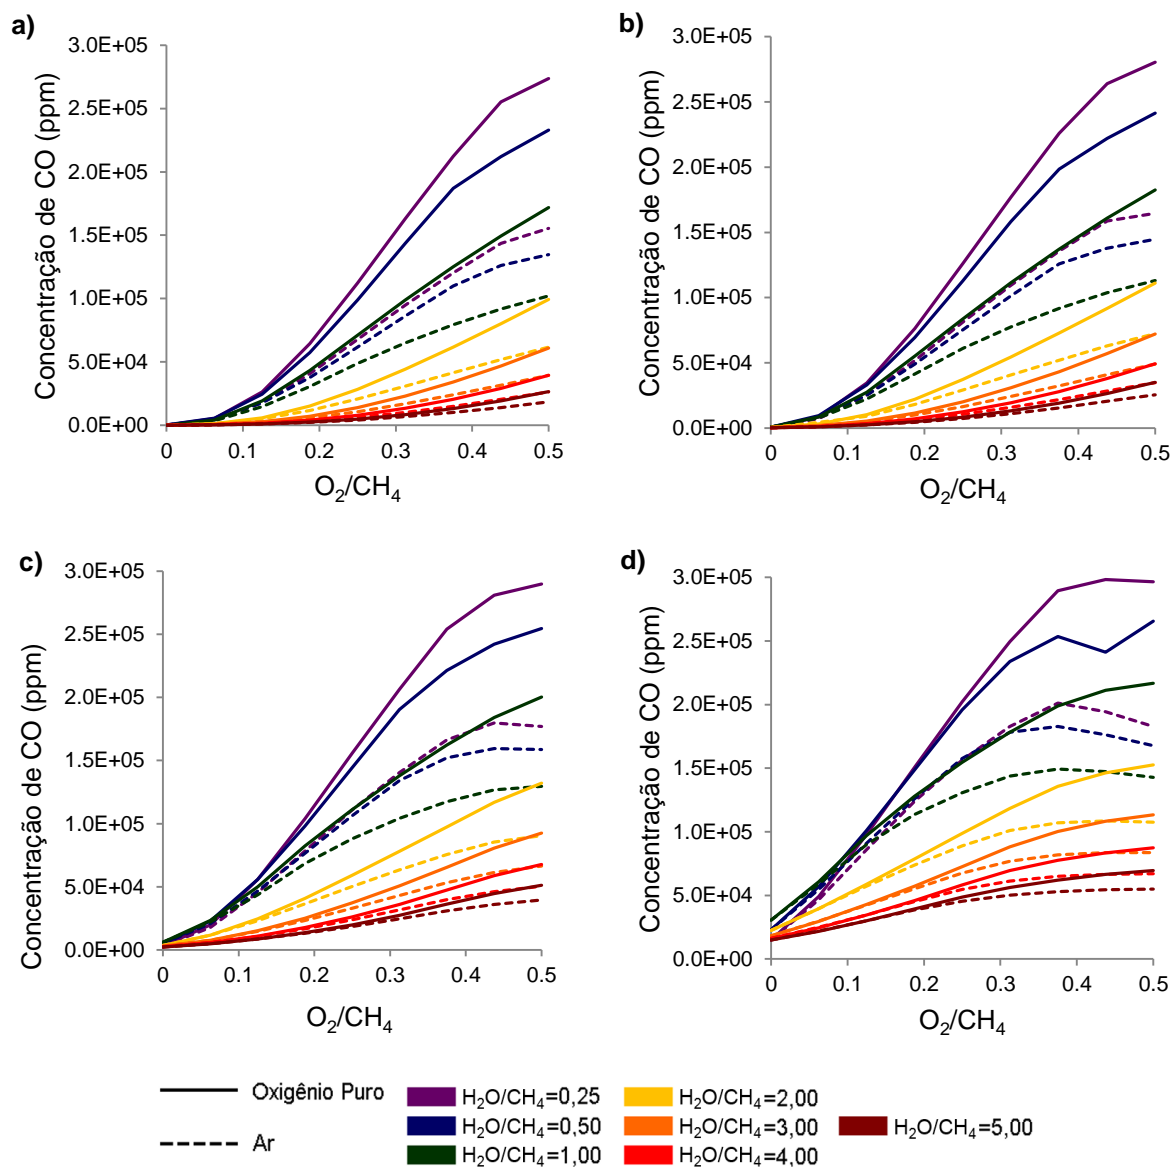 a)
Concentração de CO (ppm)
3.0E+05
2.5E+05
2.0E+05
1.5E+05
1.0E+05
5.0E+04
0.0E+00
0 0.1 0.2 0.3 0.4 0.5
O₂/CH₄
b)
Concentração de CO (ppm)
3.0E+05
2.5E+05
2.0E+05
1.5E+05
1.0E+05
5.0E+04
0.0E+00
0 0.1 0.2 0.3 0.4 0.5
O₂/CH₄
c)
Concentração de CO (ppm)
3.0E+05
2.5E+05
2.0E+05
1.5E+05
1.0E+05
5.0E+04
0.0E+00
0 0.1 0.2 0.3 0.4 0.5
O₂/CH₄
d)
Concentração de CO (ppm)
3.0E+05
2.5E+05
2.0E+05
1.5E+05
1.0E+05
5.0E+04
0.0E+00
0 0.1 0.2 0.3 0.4 0.5
O₂/CH₄
Oxigênio Puro
Ar
H₂O/CH₄=0,25
H₂O/CH₄=0,50
H₂O/CH₄=1,00
H₂O/CH₄=2,00
H₂O/CH₄=3,00
H₂O/CH₄=4,00
H₂O/CH₄=5,00